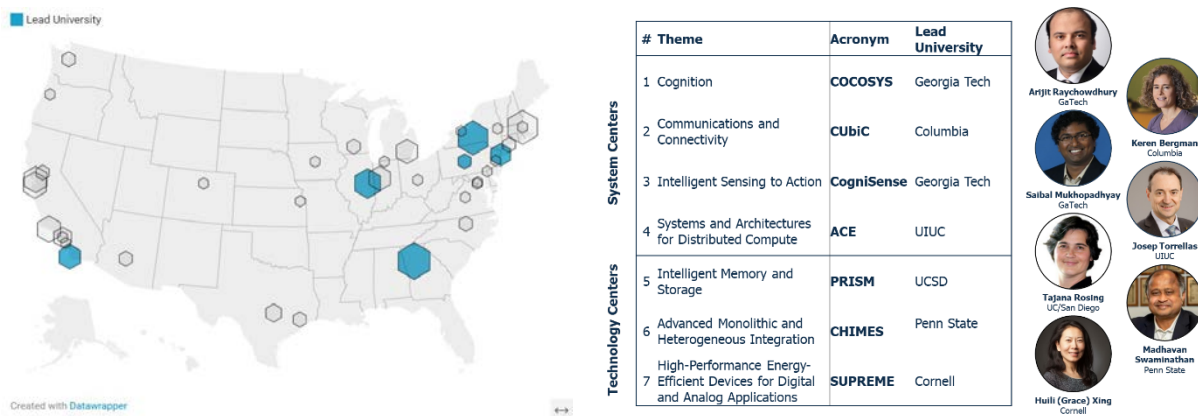 Lead University
Created with Datawrapper
# Theme Acronym Lead University
System Centers
1 Cognition COCOSYS Georgia Tech
2 Communications and Connectivity CUbiC Columbia
3 Intelligent Sensing to Action CogniSense Georgia Tech
4 Systems and Architectures for Distributed Compute ACE UIUC
Technology Centers
5 Intelligent Memory and Storage PRISM UCSD
6 Advanced Monolithic and Heterogeneous Integration CHIMES Penn State
7 High-Performance Energy-Efficient Devices for Digital and Analog Applications SUPREME Cornell
Arijit Raychowdhury
GaTech
Keren Bergman
Columbia
Saibal Mukhopadhyay
GaTech
Josep Torrellas
UIUC
Tajana Rosing
UC/San Diego
Madhavan
Swaminathan
Penn State
Huili (Grace) Xing
Cornell